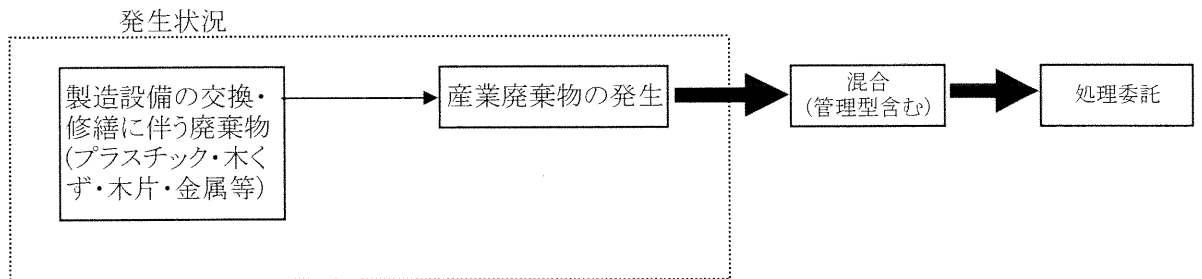 発生状況
製造設備の交換・
修繕に伴う廃棄物
(プラスチック・木く
ず・木片・金属等)
産業廃棄物の発生
混合
(管理型含む)
処理委託